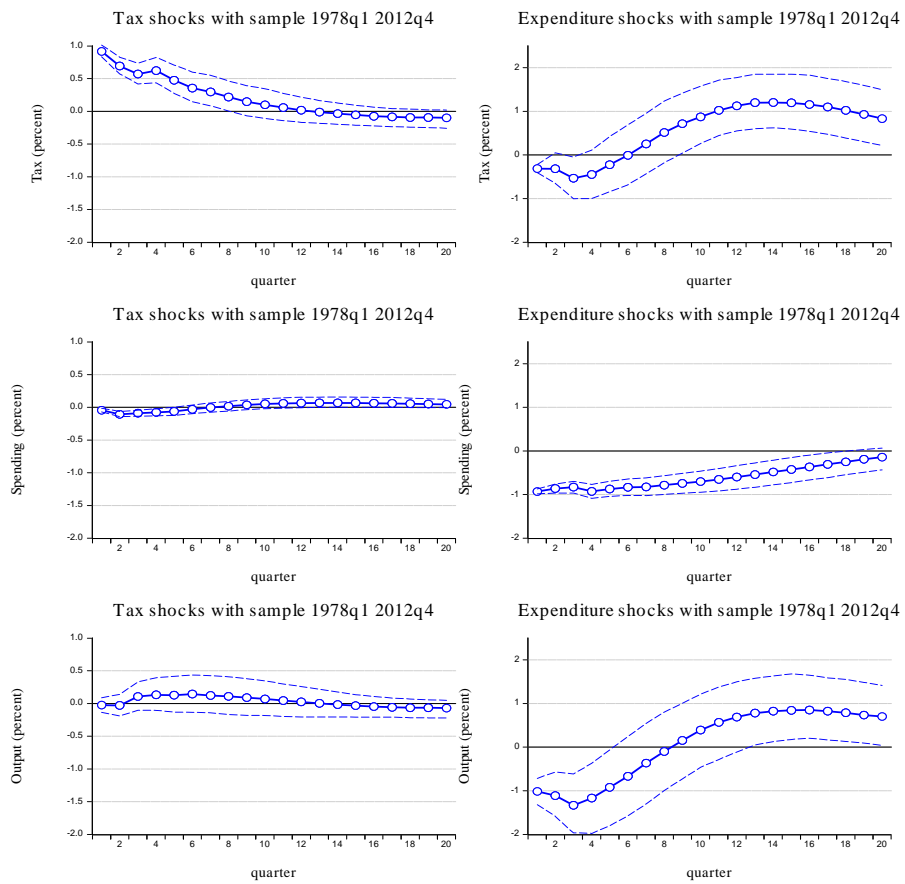 Tax shocks with sample 1978q1 2012q4
1.0
0.5
0.0
-0.5
-1.0
-1.5
-2.0
Tax (percent)
2 4 6 8 10 12 14 16 18 20
quarter
Expenditure shocks with sample 1978q1 2012q4
2
1
0
-1
-2
Tax (percent)
2 4 6 8 10 12 14 16 18 20
quarter
Tax shocks with sample 1978q1 2012q4
1.0
0.5
0.0
-0.5
-1.0
-1.5
-2.0
Spending (percent)
2 4 6 8 10 12 14 16 18 20
quarter
Expenditure shocks with sample 1978q1 2012q4
2
1
0
-1
-2
Spending (percent)
2 4 6 8 10 12 14 16 18 20
quarter
Tax shocks with sample 1978q1 2012q4
1.0
0.5
0.0
-0.5
-1.0
-1.5
-2.0
Output (percent)
2 4 6 8 10 12 14 16 18 20
quarter
Expenditure shocks with sample 1978q1 2012q4
2
1
0
-1
-2
Output (percent)
2 4 6 8 10 12 14 16 18 20
quarter